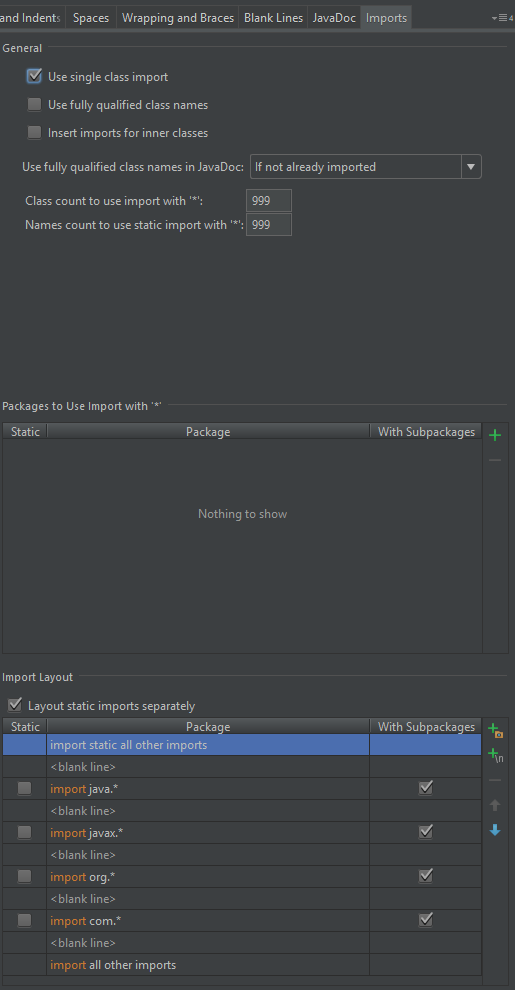 and Indents Spaces Wrapping and Braces Blank Lines JavaDoc Imports 4
General
Use single class import
Use fully qualified class names
Insert imports for inner classes
Use fully qualified class names in JavaDoc: If not already imported
Class count to use import with '*': 999
Names count to use static import with '*': 999
Packages to Use Import with '*'
Static Package With Subpackages
Nothing to show
Import Layout
Layout static imports separately
Static Package With Subpackages
import static all other imports
<blank line>
import java.*
<blank line>
import javax.*
<blank line>
import org.*
<blank line>
import com.*
<blank line>
import all other imports
\n